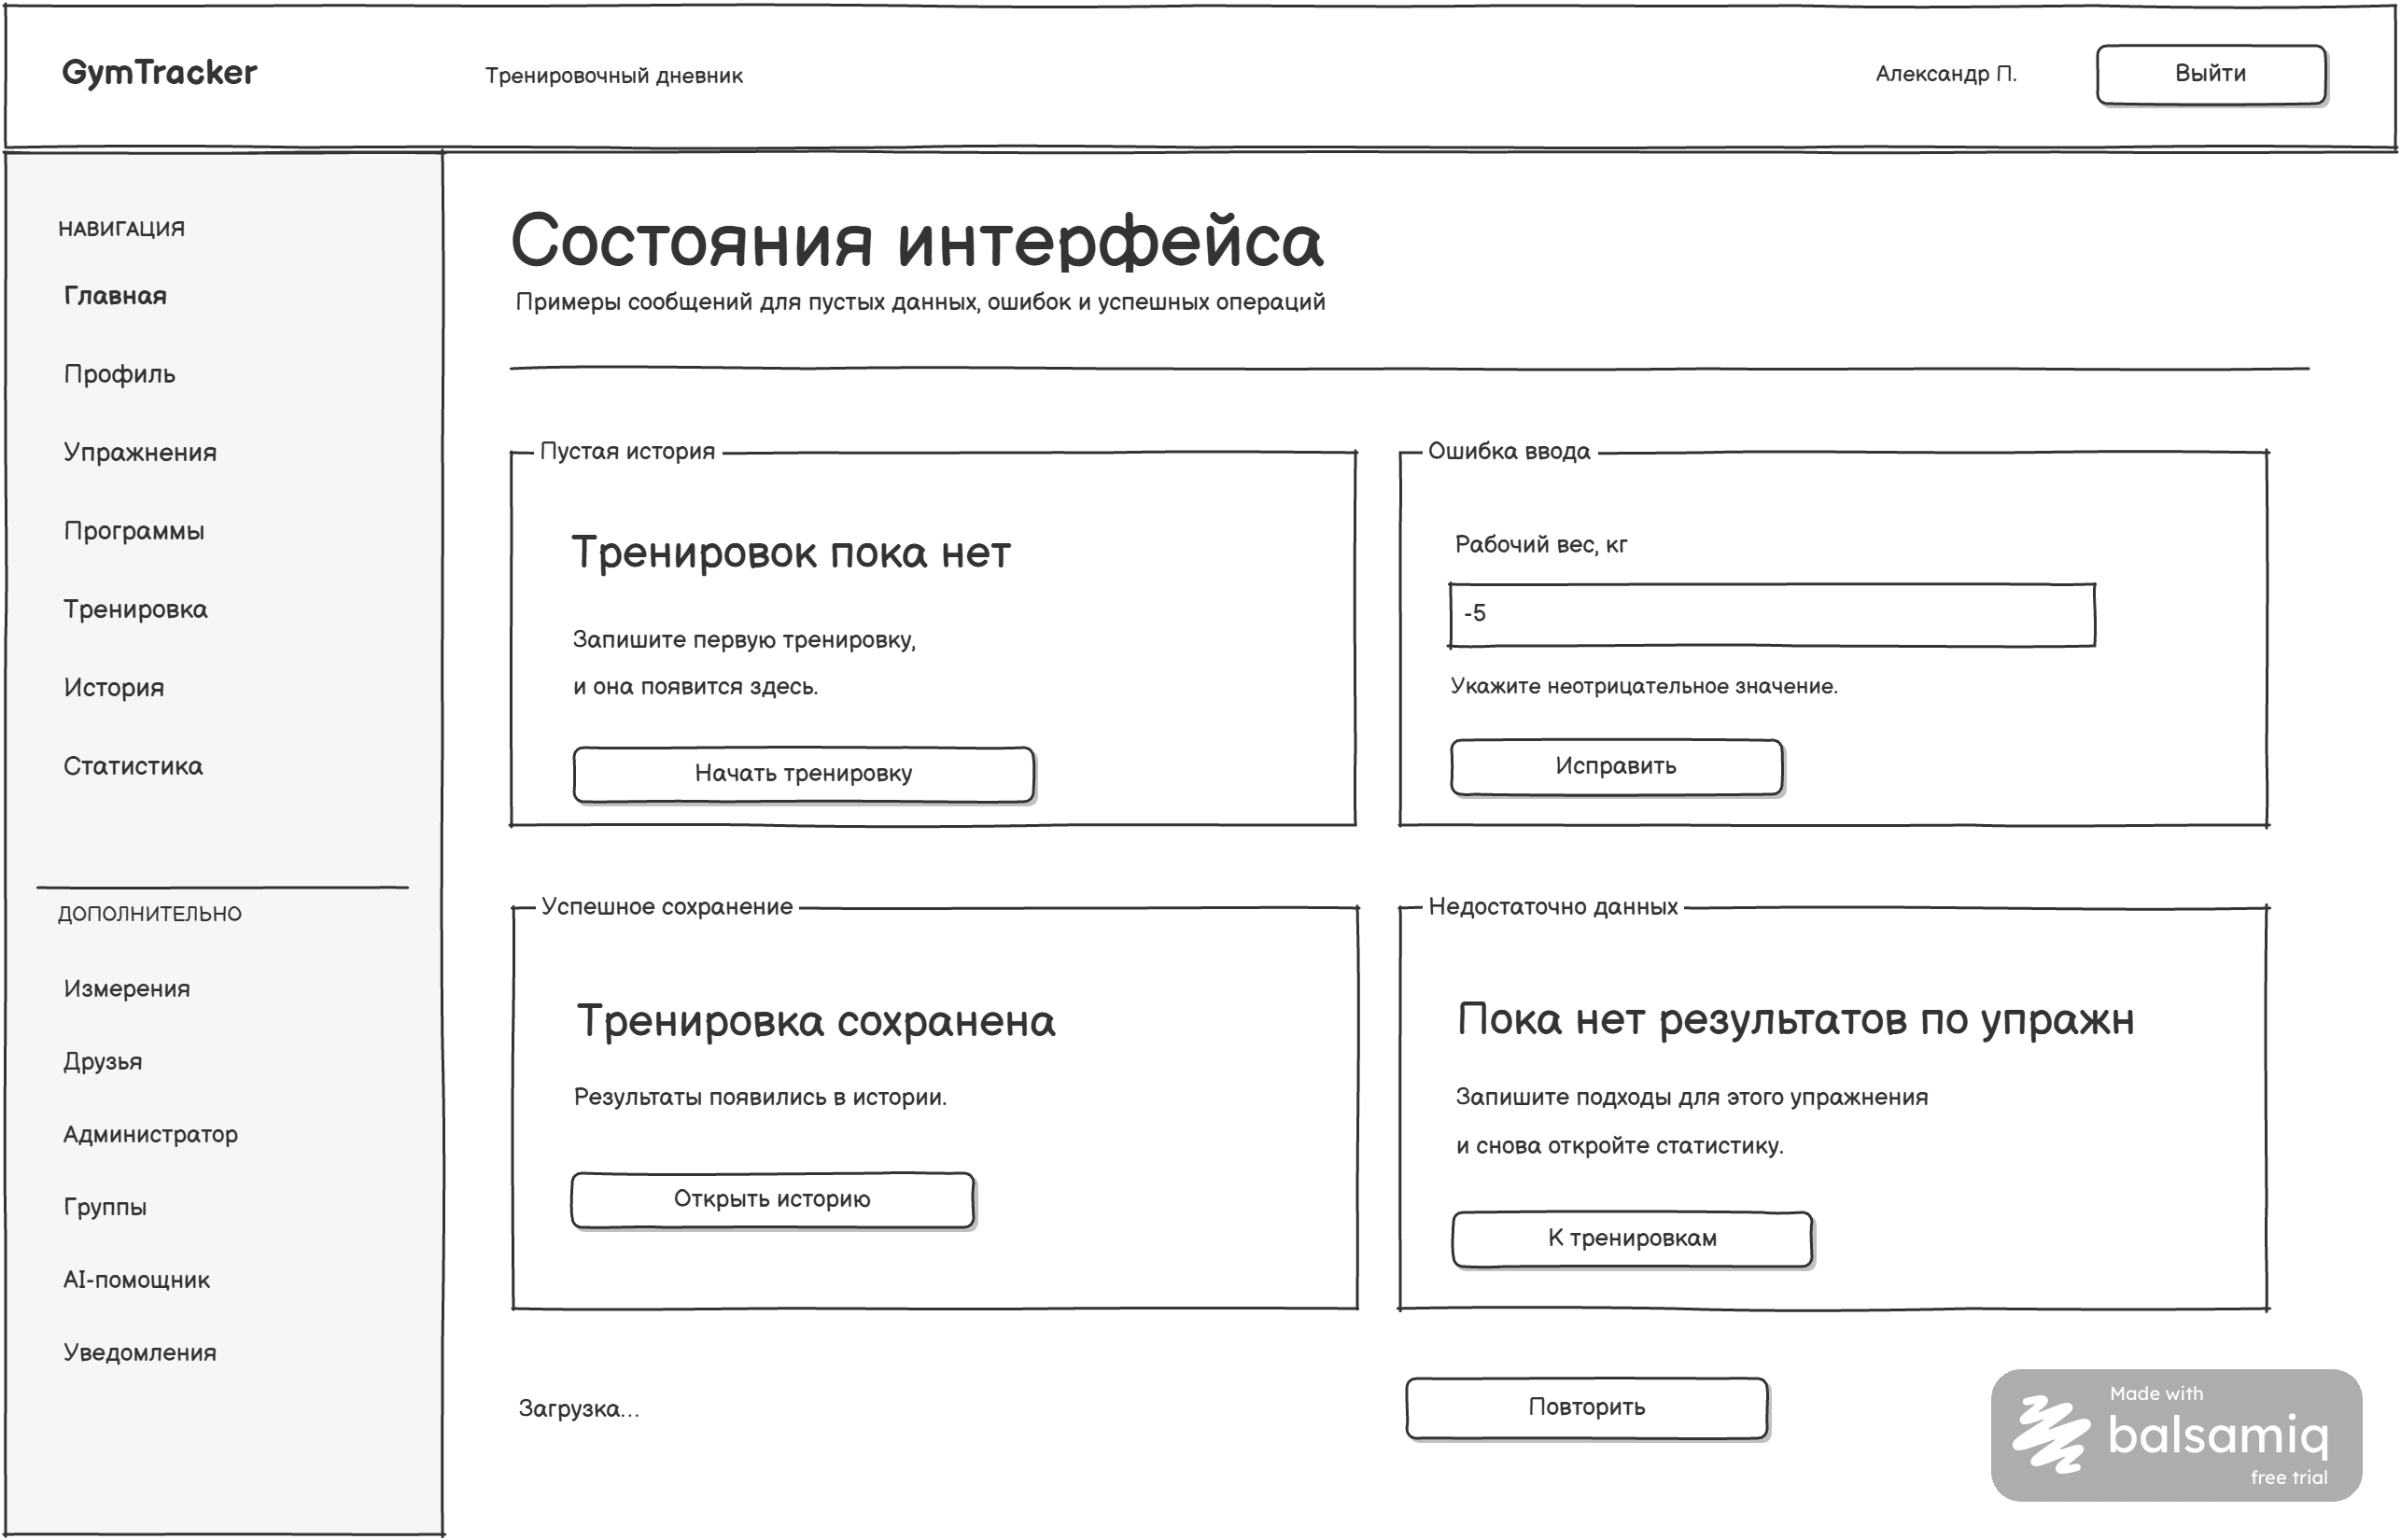 GymTracker
Тренировочный дневник
Александр П.
Выйти
НАВИГАЦИЯ
Главная
Профиль
Упражнения
Программы
Тренировка
История
Статистика
ДОПОЛНИТЕЛЬНО
Измерения
Друзья
Администратор
Группы
AI-помощник
Уведомления
Состояния интерфейса
Примеры сообщений для пустых данных, ошибок и успешных операций
Пустая история
Тренировок пока нет
Запишите первую тренировку,
и она появится здесь.
Начать тренировку
Ошибка ввода
Рабочий вес, кг
-5
Укажите неотрицательное значение.
Исправить
Успешное сохранение
Тренировка сохранена
Результаты появились в истории.
Открыть историю
Недостаточно данных
Пока нет результатов по упражн
Запишите подходы для этого упражнения
и снова откройте статистику.
К тренировкам
Загрузка...
Повторить
Made with
balsamiq
free trial